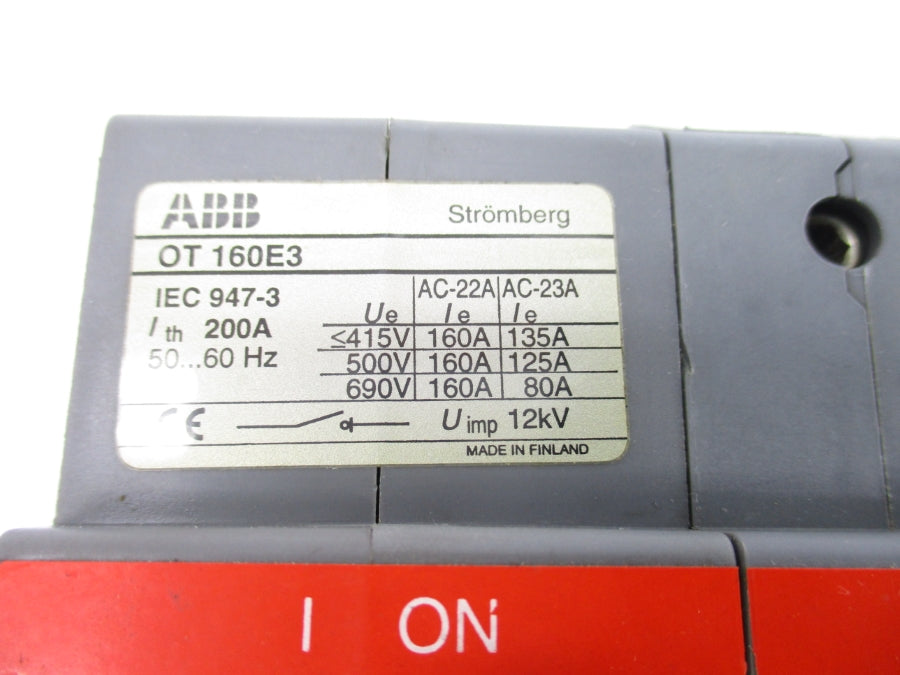 ABB Strömberg
OT 160E3
IEC 947-3 AC-22A AC-23A
Ue Ie Ie
Ith 200A ≤415V 160A 135A
50...60 Hz 500V 160A 125A
690V 160A 80A
CE Uimp 12kV
MADE IN FINLAND
I ON